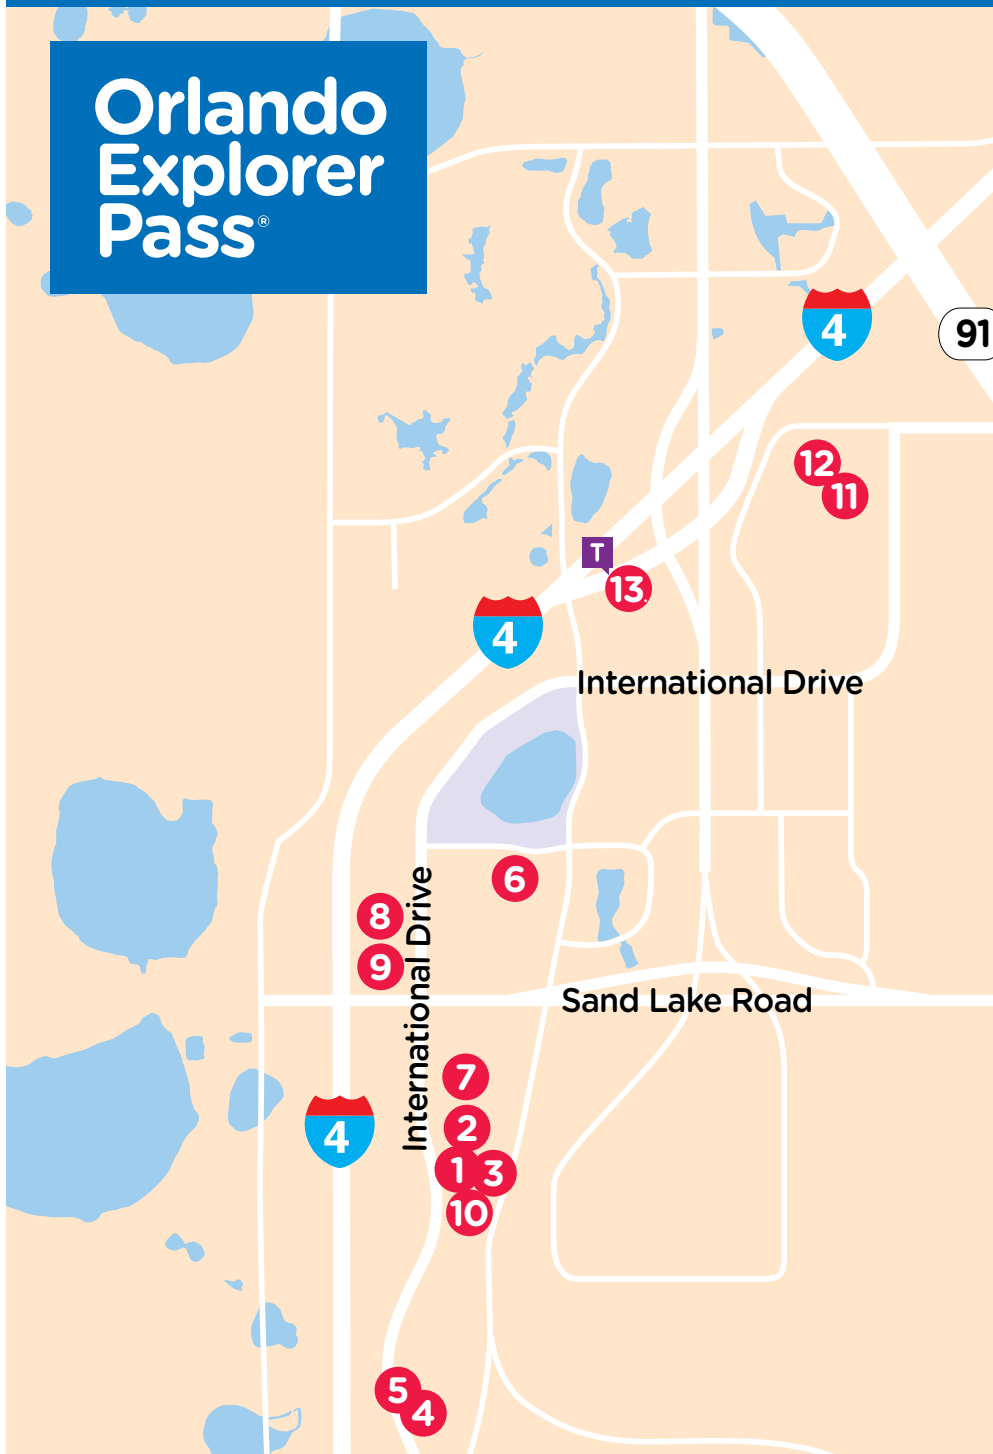 Orlando
Explorer
Pass®
4
91
12
11
T
13
4
International Drive
6
8
International Drive
9
Sand Lake Road
7
4
2
1
3
10
5
4